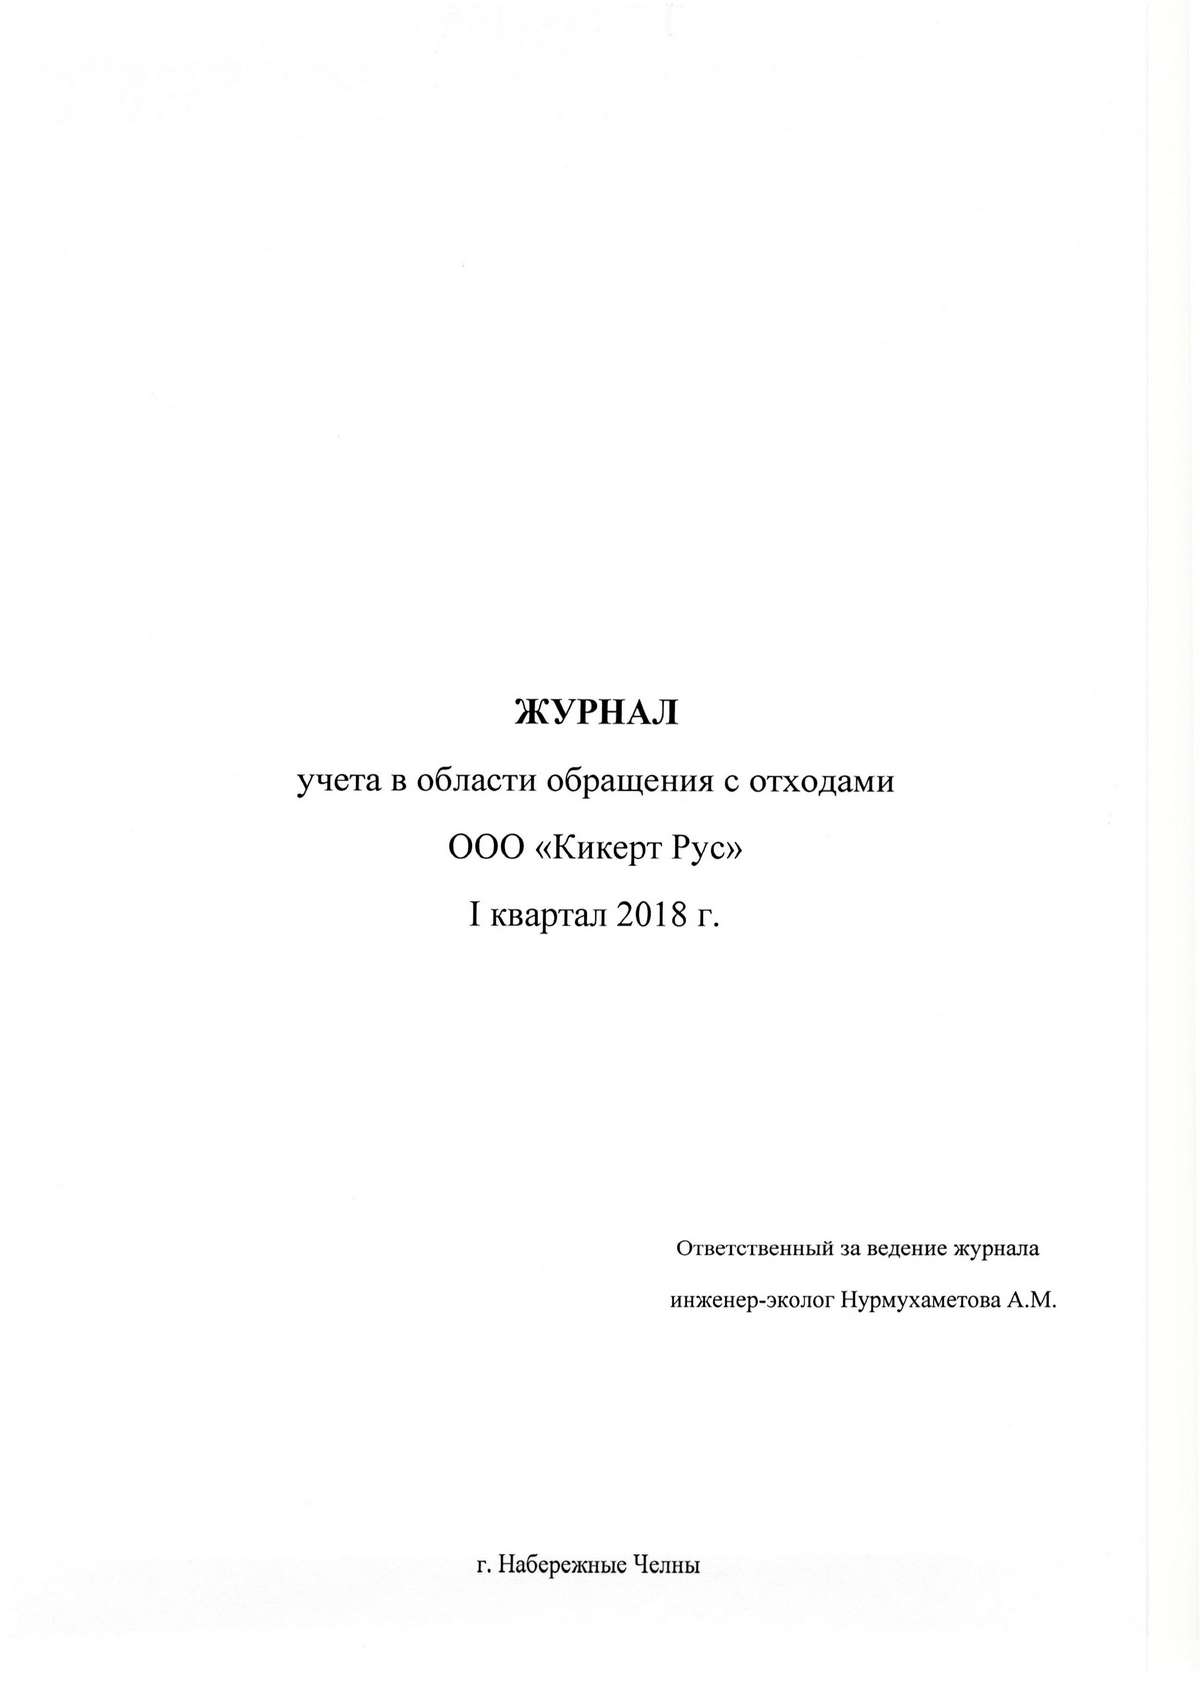 ЖУРНАЛ
учета в области обращения с отходами
ООО «Кикерт Рус»
I квартал 2018 г.
Ответственный за ведение журнала
инженер-эколог Нурмухаметова А.М.
г. Набережные Челны